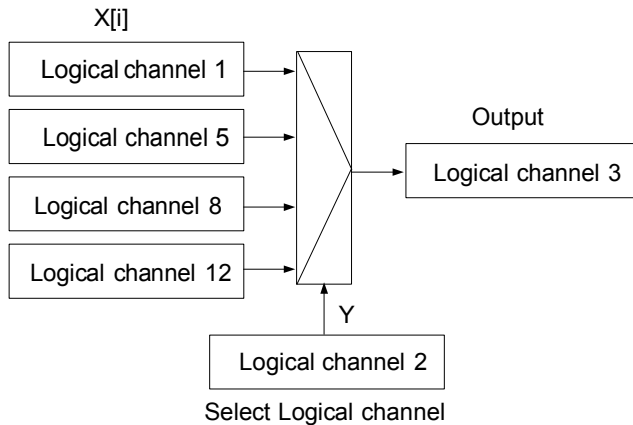 X[i]
Logical channel 1
Logical channel 5
Logical channel 8
Logical channel 12
Output
Logical channel 3
Y
Logical channel 2
Select Logical channel